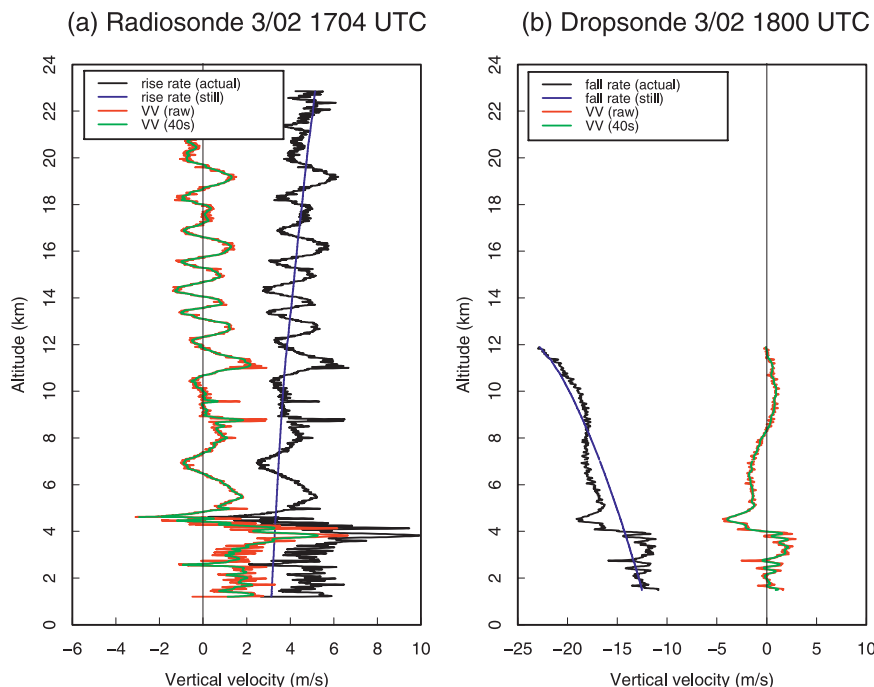 (a) Radiosonde 3/02 1704 UTC
rise rate (actual)
rise rate (still)
VV (raw)
VV (40s)
Altitude (km)
0 2 4 6 8 10 12 14 16 18 20 22 24
−6 −4 −2 0 2 4 6 8 10
Vertical velocity (m/s)
(b) Dropsonde 3/02 1800 UTC
fall rate (actual)
fall rate (still)
VV (raw)
VV (40s)
Altitude (km)
0 2 4 6 8 10 12 14 16 18 20 22 24
−25 −20 −15 −10 −5 0 5 10
Vertical velocity (m/s)